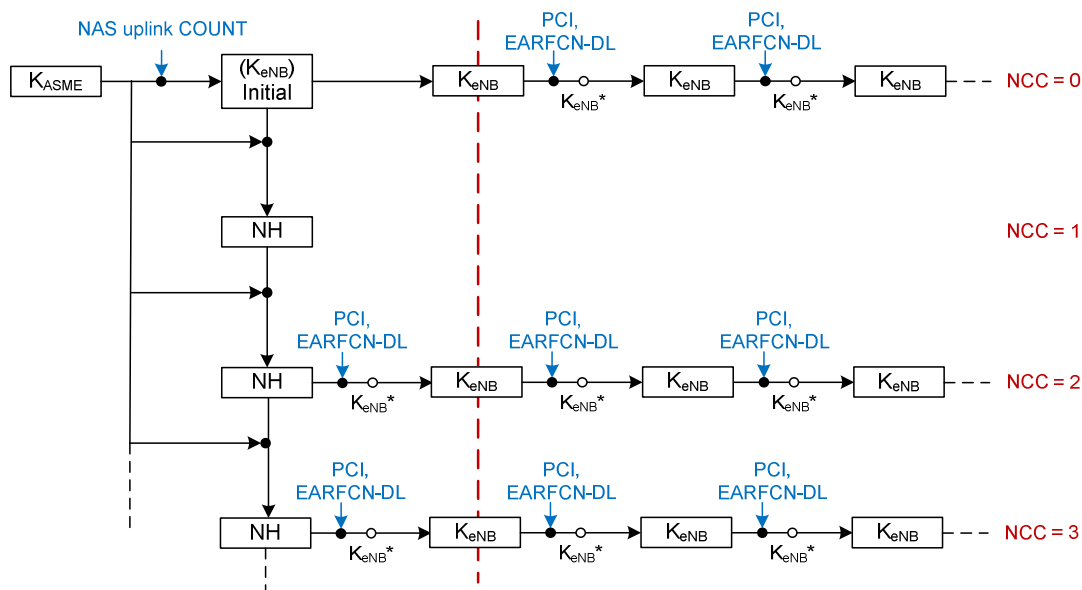 NAS uplink COUNT
PCI,
EARFCN-DL
PCI,
EARFCN-DL
KASME
(KeNB)
Initial
KeNB
KeNB*
KeNB
KeNB*
KeNB
NCC = 0
NH
NCC = 1
PCI,
EARFCN-DL
PCI,
EARFCN-DL
PCI,
EARFCN-DL
NH
KeNB*
KeNB
KeNB*
KeNB
KeNB*
KeNB
NCC = 2
PCI,
EARFCN-DL
PCI,
EARFCN-DL
PCI,
EARFCN-DL
NH
KeNB*
KeNB
KeNB*
KeNB
KeNB*
KeNB
NCC = 3